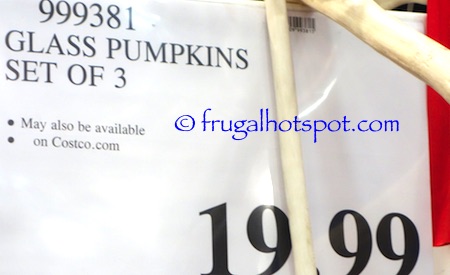 999381
GLASS PUMPKINS
SET OF 3
• May also be available
• on Costco.com
© frugalhotspot.com
19.99